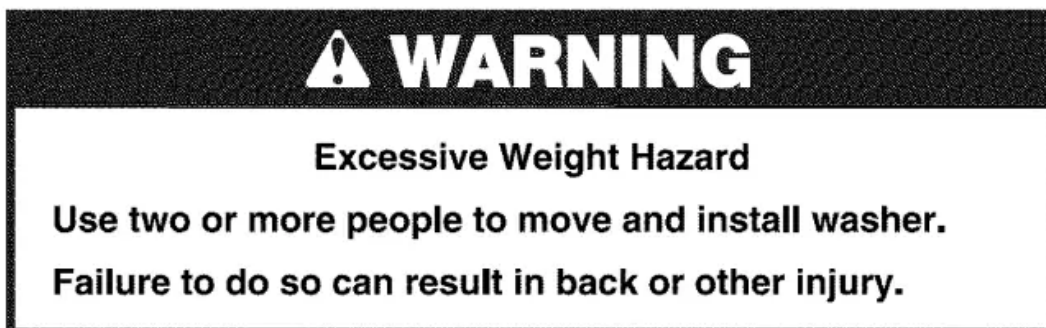 WARNING
Excessive Weight Hazard
Use two or more people to move and install washer.
Failure to do so can result in back or other injury.